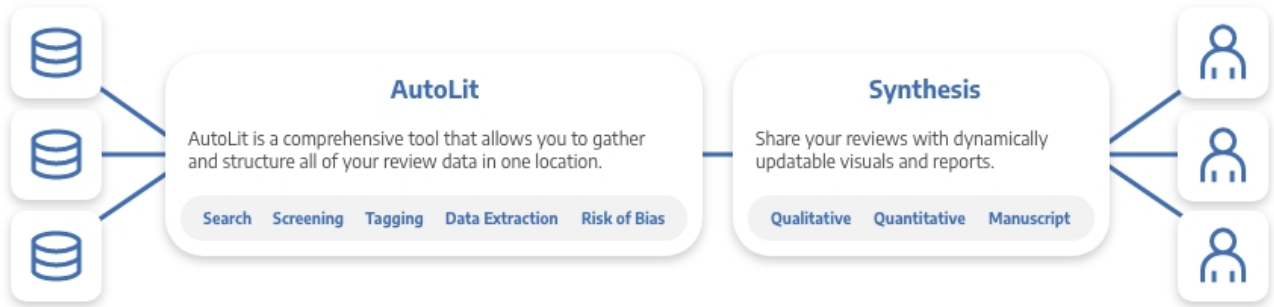 AutoLit
AutoLit is a comprehensive tool that allows you to gather
and structure all of your review data in one location.
Search Screening Tagging Data Extraction Risk of Bias
Synthesis
Share your reviews with dynamically
updatable visuals and reports.
Qualitative Quantitative Manuscript